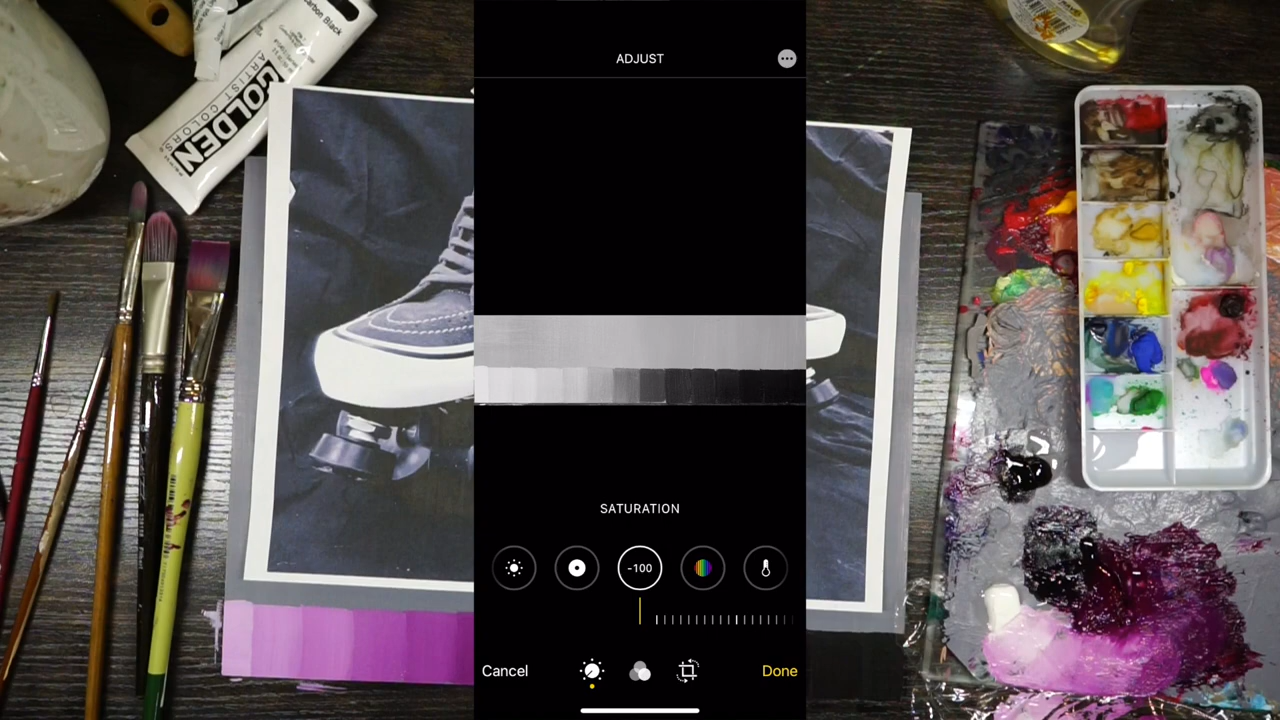 Carbon Black
GOLDEN
ARTIST COLORS
ADJUST
SATURATION
-100
Cancel
Done